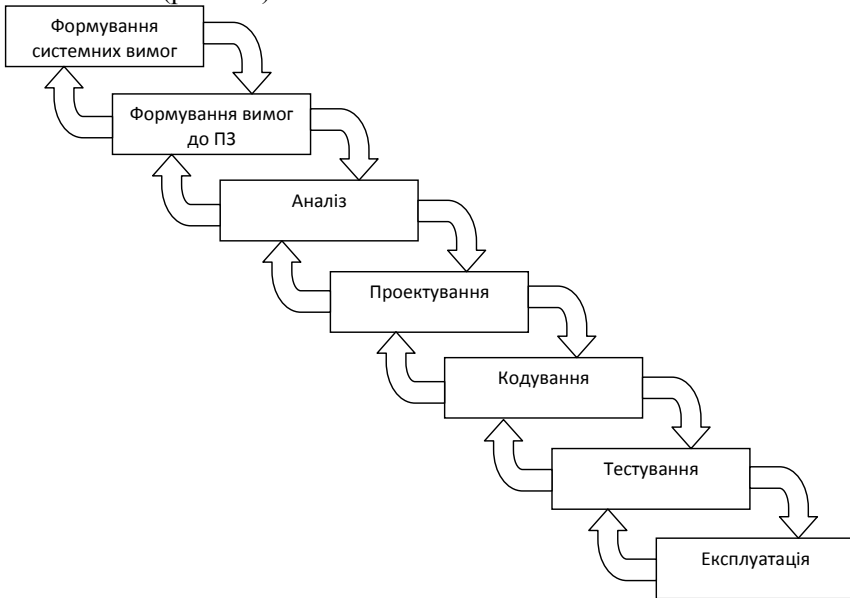 Формування
системних вимог
Формування вимог
до ПЗ
Аналіз
Проектування
Кодування
Тестування
Експлуатація